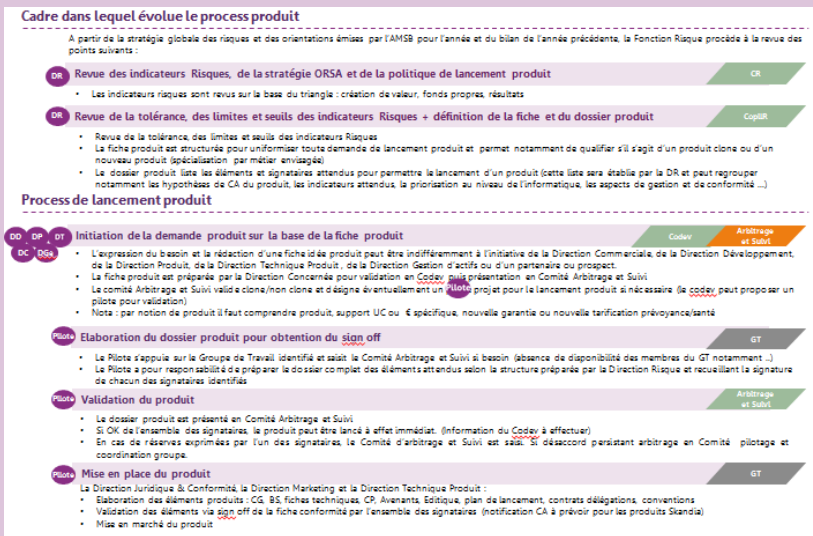 Cadre dans lequel évolue le process produit
A partir de la stratégie globale des risques et des orientations émises par l'AMSB pour l'année et du bilan de l'année précédente, la Fonction Risque procède à la revue des
points suivants :
DR Revue des indicateurs Risques, de la stratégie ORSA et de la politique de lancement produit CR
• Les indicateurs risques sont revus sur la base du triangle : création de valeur, fonds propres, résultats
DR Revue de la tolérance, des limites et seuils des indicateurs Risques + définition de la fiche et du dossier produit CopilR
• Revue de la tolérance, des limites et seuils des indicateurs Risques
• La fiche produit est structurée pour uniformiser toute demande de lancement produit et permet notamment de qualifier s'il s'agit d'un produit clone ou d'un
nouveau produit (spécialisation par métier envisagée)
• Le dossier produit liste les éléments et signataires attendus pour permettre le lancement d'un produit (cette liste sera établie par la DR et peut regrouper
notamment les hypothèses de CA du produit, les indicateurs attendus, la priorisation au niveau de l'informatique, les aspects de gestion et de conformité ...)
Process de lancement produit
DD DP DT Initiation de la demande produit sur la base de la fiche produit Codev Arbitrage
et Suivi
DC DGa
• L'expression du besoin et la rédaction d'une fiche idée produit peut être indifféremment à l'initiative de la Direction Commerciale, de la Direction Développement,
de la Direction Produit, de la Direction Technique Produit , de la Direction Gestion d'actifs ou d'un partenaire ou prospect.
• La fiche produit est préparée par la Direction Concernée pour validation en Codev puis présentation en Comité Arbitrage et Suivi
• Le comité Arbitrage et Suivi valide clone/non clone et désigne éventuellement un Pilote projet pour le lancement produit si nécessaire (le codev peut proposer un
pilote pour validation)
• Nota : par notion de produit il faut comprendre produit, support UC ou € spécifique, nouvelle garantie ou nouvelle tarification prévoyance/santé
Pilote Elaboration du dossier produit pour obtention du sign off GT
• Le Pilote s'appuie sur le Groupe de Travail identifié et saisit le Comité Arbitrage et Suivi si besoin (absence de disponibilité des membres du GT notamment ..)
• Le Pilote a pour responsabilité de préparer le dossier complet des éléments attendus selon la structure préparée par la Direction Risque et recueillant la signature
de chacun des signataires identifiés
Pilote Validation du produit Arbitrage
et Suivi
• Le dossier produit est présenté en Comité Arbitrage et Suivi
• Si OK de l'ensemble des signataires, le produit peut être lancé à effet immédiat. (Information du Codev à effectuer)
• En cas de réserves exprimées par l'un des signataires, le Comité d'arbitrage et Suivi est saisi. Si désaccord persistant arbitrage en Comité pilotage et
coordination groupe.
Pilote Mise en place du produit GT
La Direction Juridique & Conformité, la Direction Marketing et la Direction Technique Produit :
• Elaboration des éléments produits : CG, BS, fiches techniques, CP, Avenants, Editique, plan de lancement, contrats délégations, conventions
• Validation des éléments via sign off de la fiche conformité par l'ensemble des signataires (notification CA à prévoir pour les produits Skandia)
• Mise en marché du produit